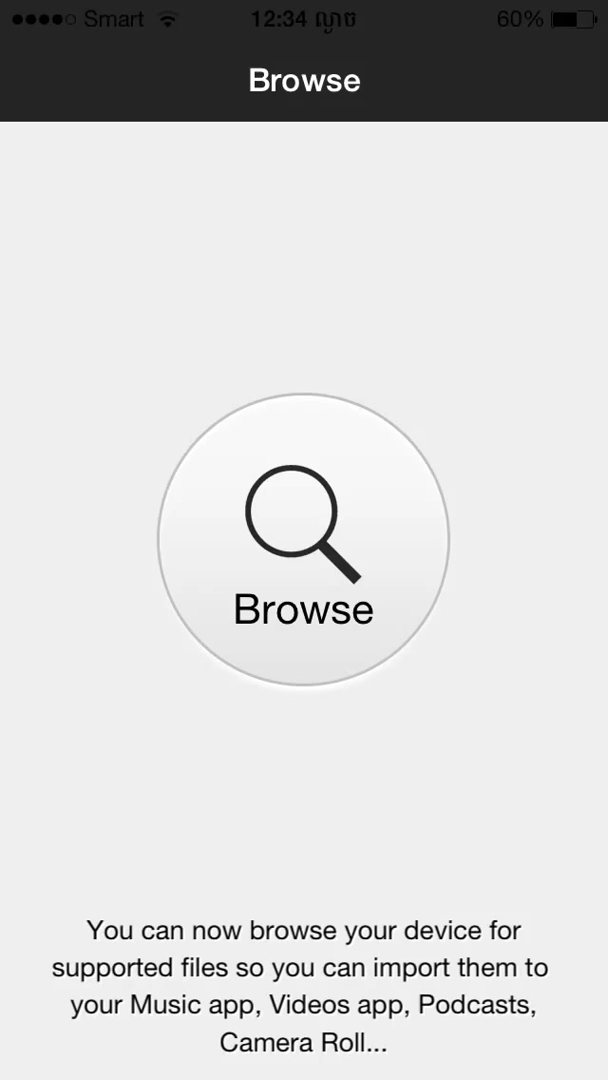 Smart 12:34 ល្ងាច 60%
Browse
Browse
You can now browse your device for
supported files so you can import them to
your Music app, Videos app, Podcasts,
Camera Roll...